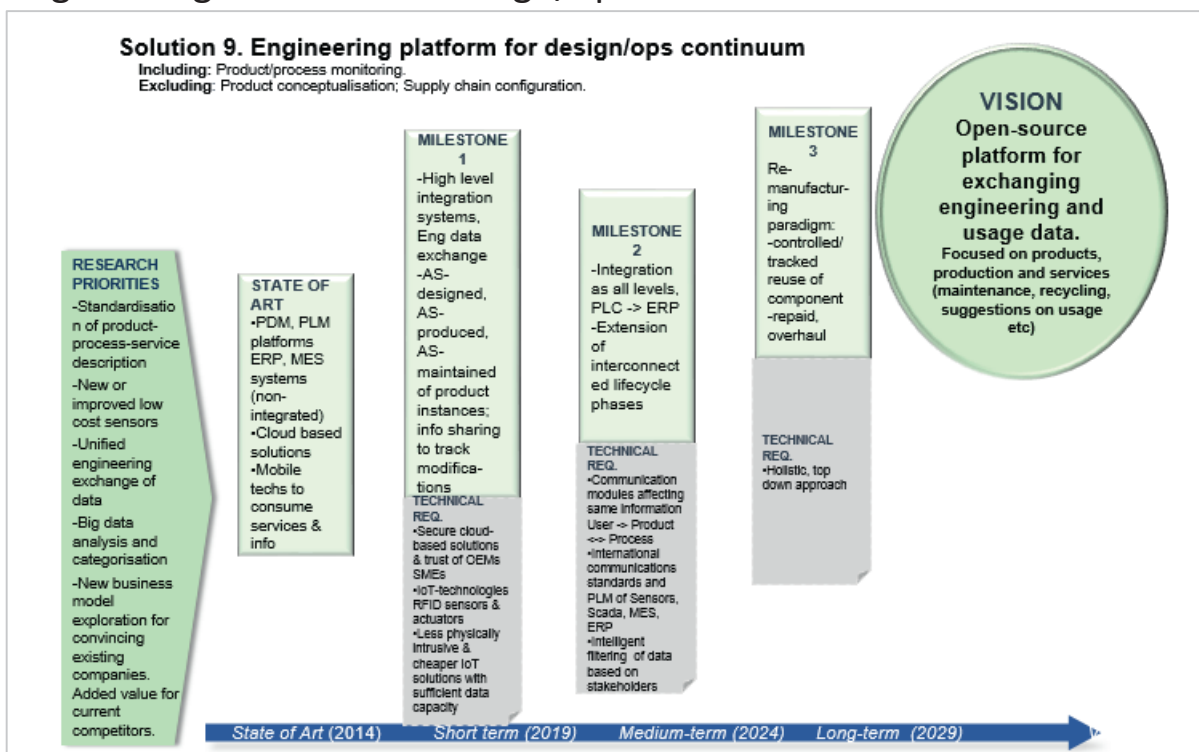 Solution 9. Engineering platform for design/ops continuum
Including: Product/process monitoring.
Excluding: Product conceptualisation; Supply chain configuration.
RESEARCH
PRIORITIES
-Standardisatio
n of product-
process-service
description
-New or
improved low
cost sensors
-Unified
engineering
exchange of
data
-Big data
analysis and
categorisation
-New business
model
exploration for
convincing
existing
companies.
Added value for
current
competitors.
STATE OF
ART
•PDM, PLM
platforms
ERP, MES
systems
(non-
integrated)
•Cloud based
solutions
•Mobile
techs to
consume
services &
info
MILESTONE
1
-High level
integration
systems,
Eng data
exchange
-AS-
designed,
AS-
produced,
AS-
maintained
of product
instances;
info sharing
to track
modifica-
tions
TECHNICAL
REQ.
•Secure cloud-
based solutions
& trust of OEMs
SMEs
•IoT-technologies
RFID sensors &
actuators
•Less physically
intrusive &
cheaper IoT
solutions with
sufficient data
capacity
MILESTONE
2
-Integration
as all levels,
PLC -> ERP
-Extension
of
interconnect
ed lifecycle
phases
TECHNICAL
REQ.
•Communication
modules affecting
same information
User -> Product
<-> Process
•International
communications
standards and
PLM of Sensors,
Scada, MES,
ERP
•Intelligent
filtering of data
based on
stakeholders
MILESTONE
3
Re-
manufactur-
ing
paradigm:
-controlled/
tracked
reuse of
component
-repaid,
overhaul
TECHNICAL
REQ.
•Holistic, top
down approach
VISION
Open-source
platform for
exchanging
engineering and
usage data.
Focused on products,
production and services
(maintenance, recycling,
suggestions on usage
etc)
State of Art (2014) Short term (2019) Medium-term (2024) Long-term (2029)